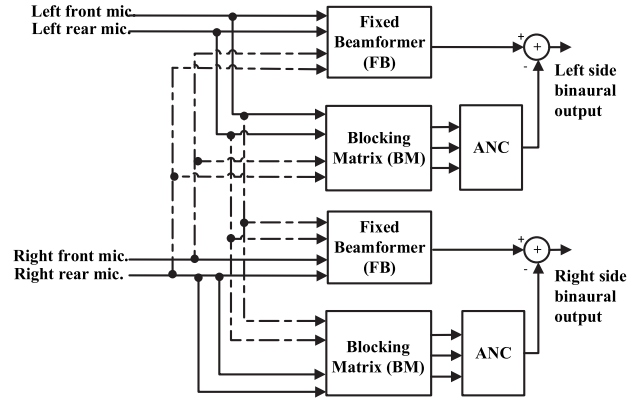 Left front mic.
Left rear mic.
Fixed
Beamformer
(FB)
+
-
+
Left side
binaural
output
Blocking
Matrix (BM)
ANC
Fixed
Beamformer
(FB)
Right front mic.
Right rear mic.
+
-
+
Right side
binaural
output
Blocking
Matrix (BM)
ANC